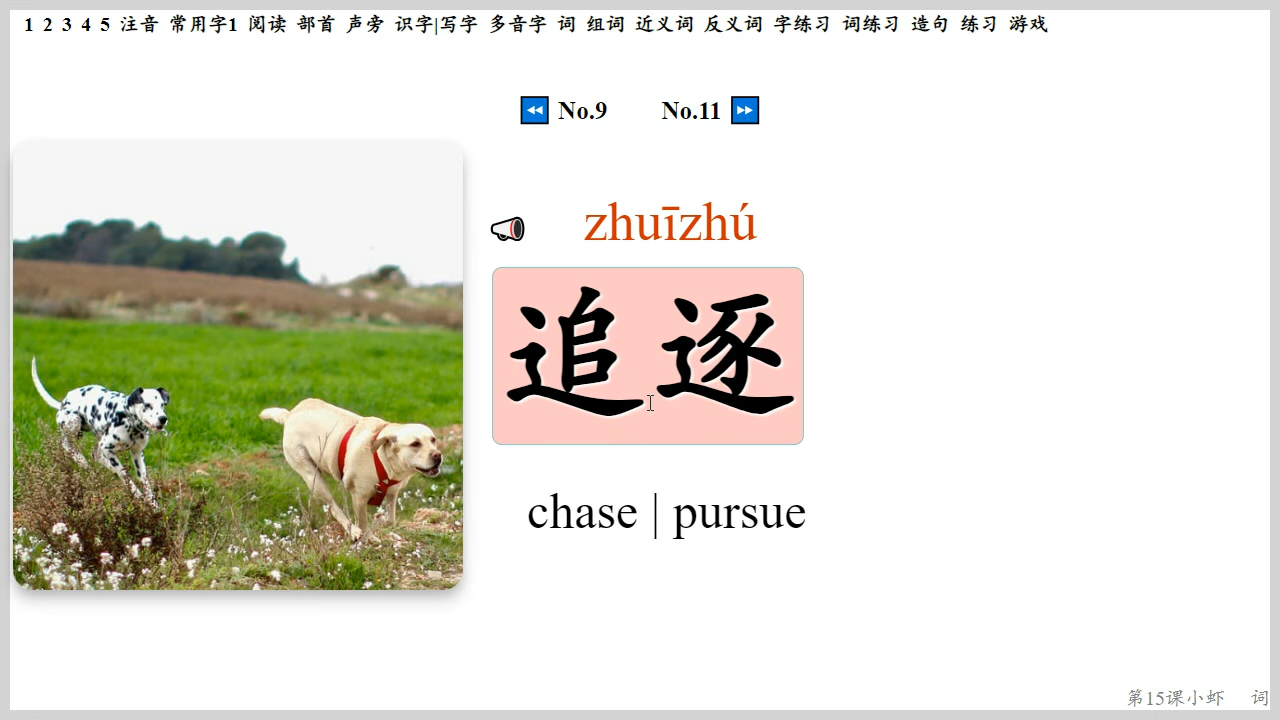 1 2 3 4 5 注音 常用字1 阅读 部首 声旁 识字|写字 多音字 词 组词 近义词 反义词 字练习 词练习 造句 练习 游戏
No.9 No.11
zhuīzhú
追逐
chase | pursue
第15课小虾 词